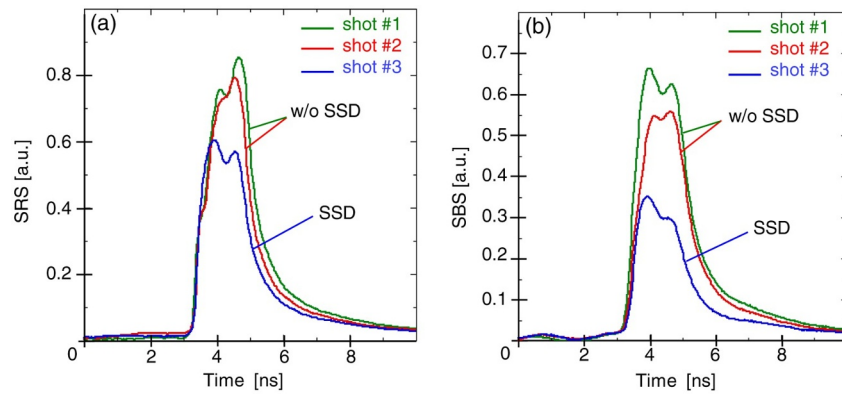 (a)
shot #1
shot #2
shot #3
0.8
0.6
0.4
0.2
0
SRS [a.u.]
w/o SSD
SSD
2
4
6
8
Time [ns]
(b)
shot #1
shot #2
shot #3
0.7
0.6
0.5
0.4
0.3
0.2
0.1
0
SBS [a.u.]
w/o SSD
SSD
2
4
6
8
Time [ns]